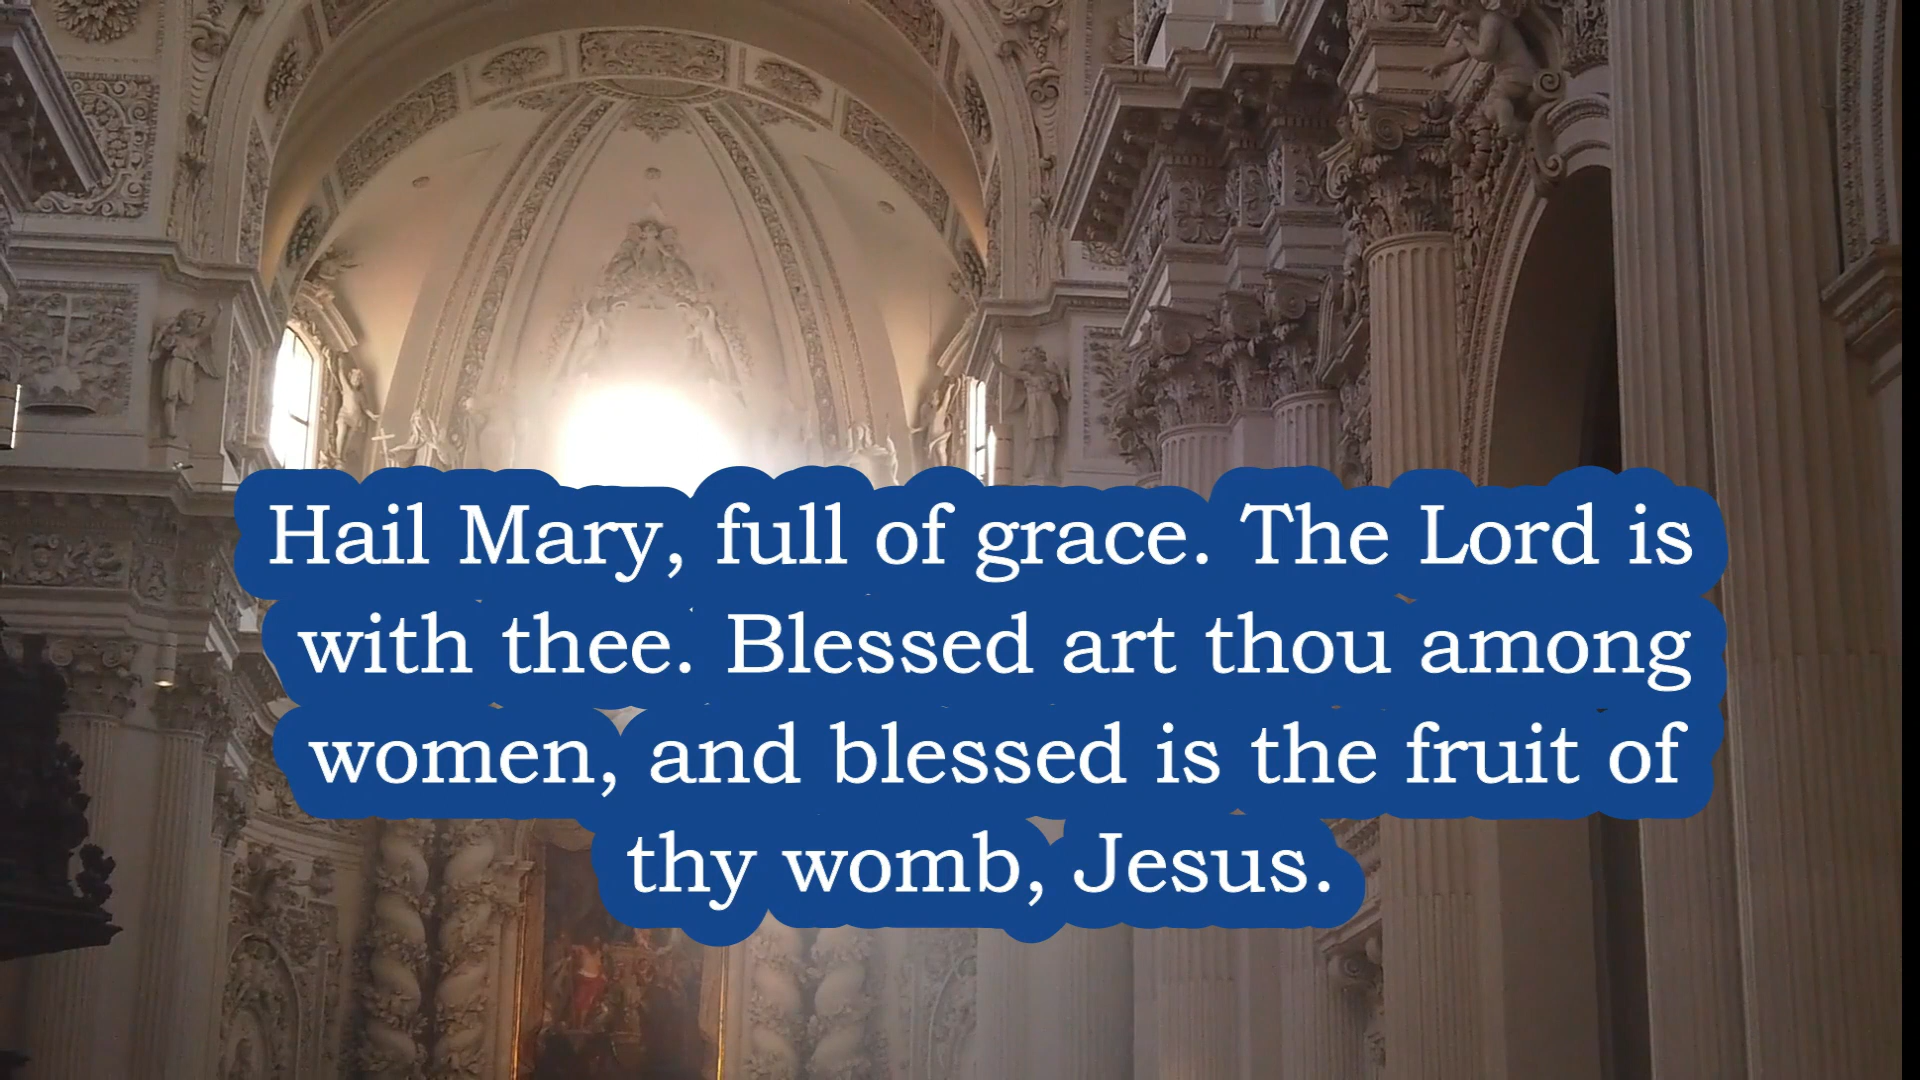 Hail Mary, full of grace. The Lord is
with thee. Blessed art thou among
women, and blessed is the fruit of
thy womb, Jesus.